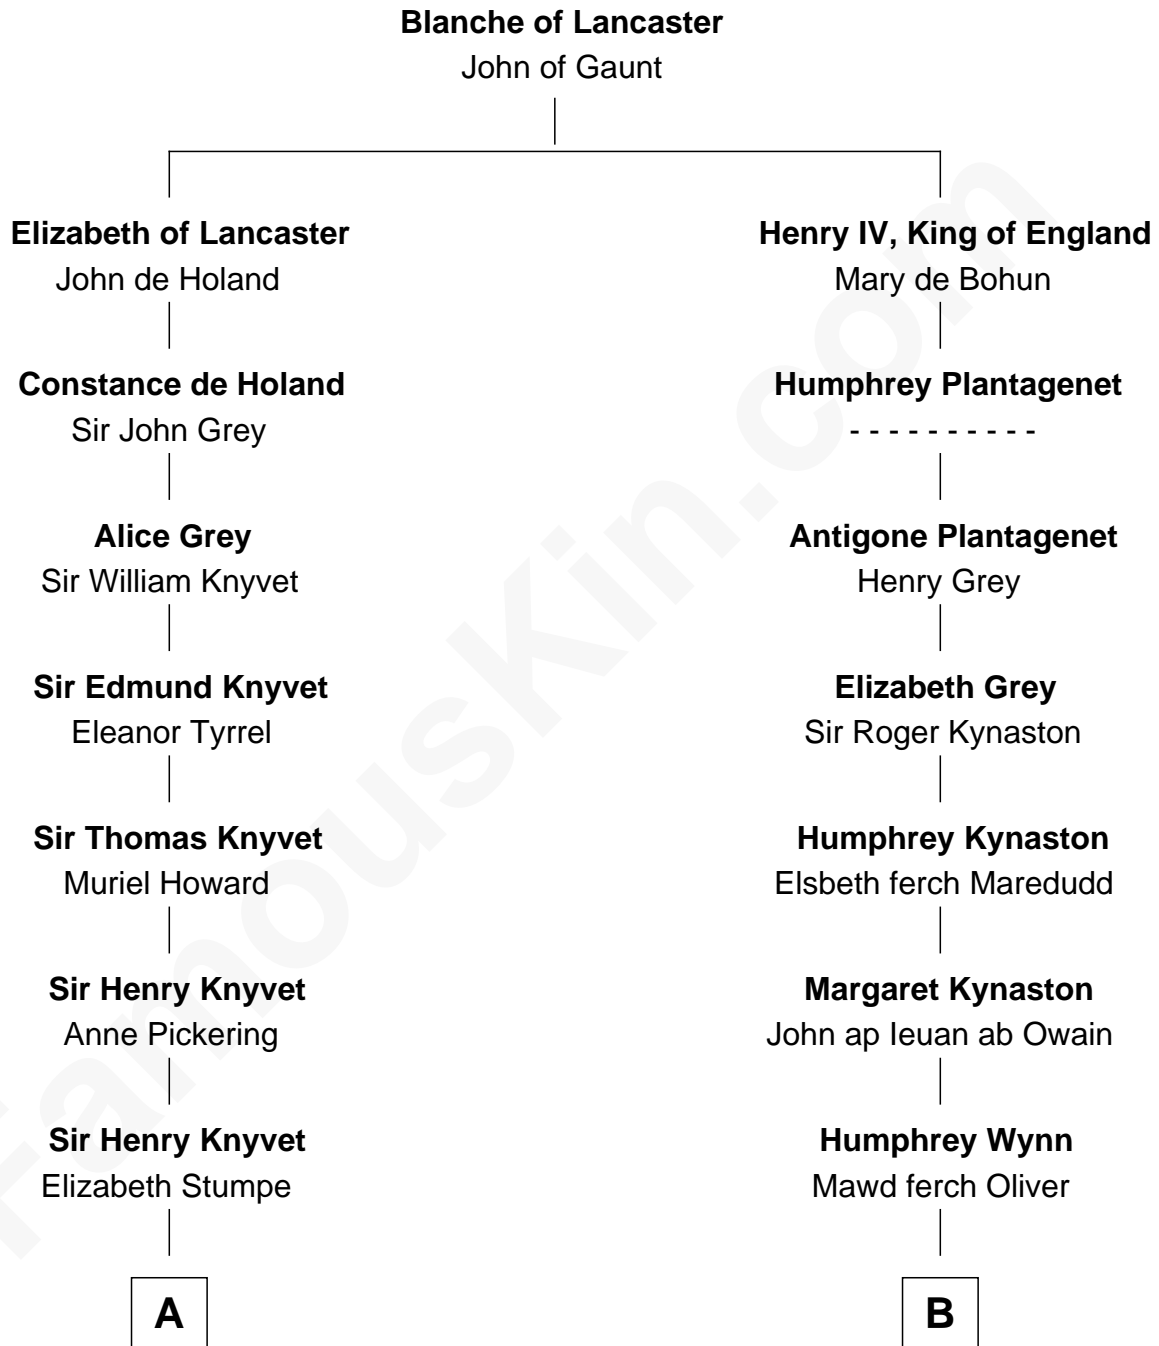 Blanche of Lancaster
John of Gaunt
Elizabeth of Lancaster
John de Holand
Henry IV, King of England
Mary de Bohun
Constance de Holand
Sir John Grey
Humphrey Plantagenet
- - - - - - - - - -
Alice Grey
Sir William Knyvet
Antigone Plantagenet
Henry Grey
Sir Edmund Knyvet
Eleanor Tyrrel
Elizabeth Grey
Sir Roger Kynaston
Sir Thomas Knyvet
Muriel Howard
Humphrey Kynaston
Elsbeth ferch Maredudd
Sir Henry Knyvet
Anne Pickering
Margaret Kynaston
John ap Ieuan ab Owain
Sir Henry Knyvet
Elizabeth Stumpe
Humphrey Wynn
Mawd ferch Oliver
A
B
FamousKin.com